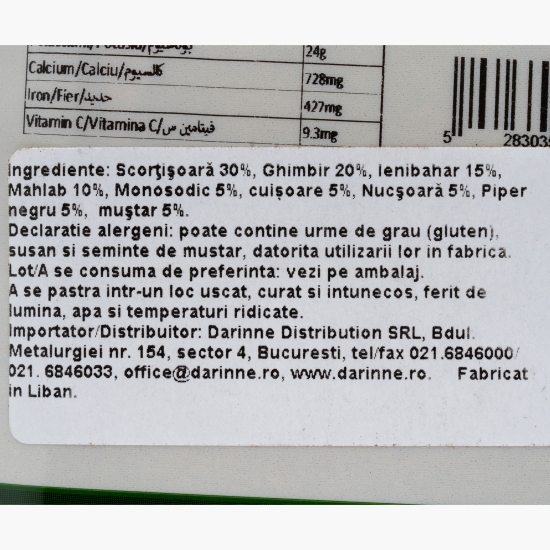 24g
Calcium/Calciu/كالسيوم 728mg
Iron/Fier/حديد 427mg
Vitamin C/Vitamina C/فيتامين س 9.3mg
5 283035
Ingrediente: Scorţişoară 30%, Ghimbir 20%, Ienibahar 15%,
Mahlab 10%, Monosodic 5%, cuișoare 5%, Nucşoară 5%, Piper
negru 5%, muştar 5%.
Declaratie alergeni: poate contine urme de grau (gluten),
susan si seminte de mustar, datorita utilizarii lor in fabrica.
Lot/A se consuma de preferinta: vezi pe ambalaj.
A se pastra intr-un loc uscat, curat si intunecos, ferit de
lumina, apa si temperaturi ridicate.
Importator/Distribuitor: Darinne Distribution SRL, Bdul.
Metalurgiei nr. 154, sector 4, Bucuresti, tel/fax 021.6846000/
021. 6846033, office@darinne.ro, www.darinne.ro. Fabricat
in Liban.